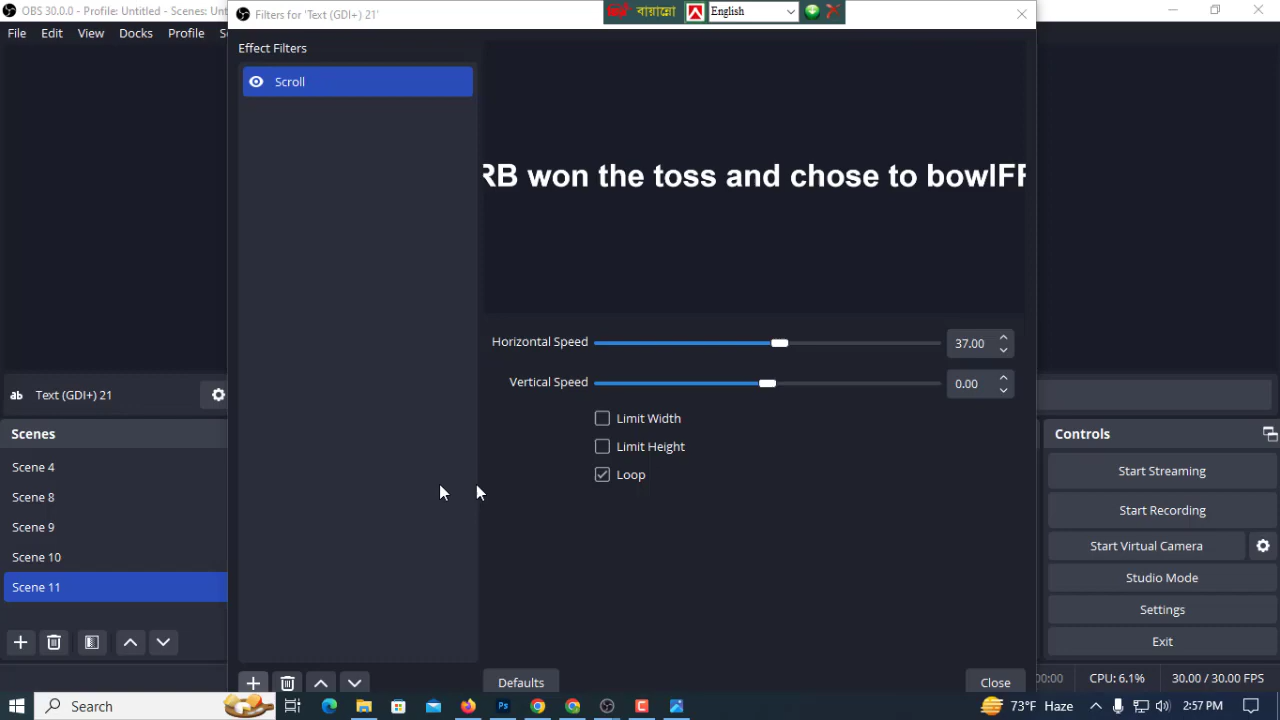 OBS 30.0.0 - Profile: Untitled - Scenes: Unt
Filters for 'Text (GDI+) 21'
বায়ান্নো
English
File Edit View Docks Profile
Effect Filters
Scroll
RB won the toss and chose to bowlFF
Horizontal Speed
37.00
Vertical Speed
0.00
Limit Width
Limit Height
Loop
ab Text (GDI+) 21
Scenes
Scene 4
Scene 8
Scene 9
Scene 10
Scene 11
Controls
Start Streaming
Start Recording
Start Virtual Camera
Studio Mode
Settings
Exit
Defaults
Close
00:00
CPU: 6.1%
30.00 / 30.00 FPS
Search
73°F Haze
2:57 PM